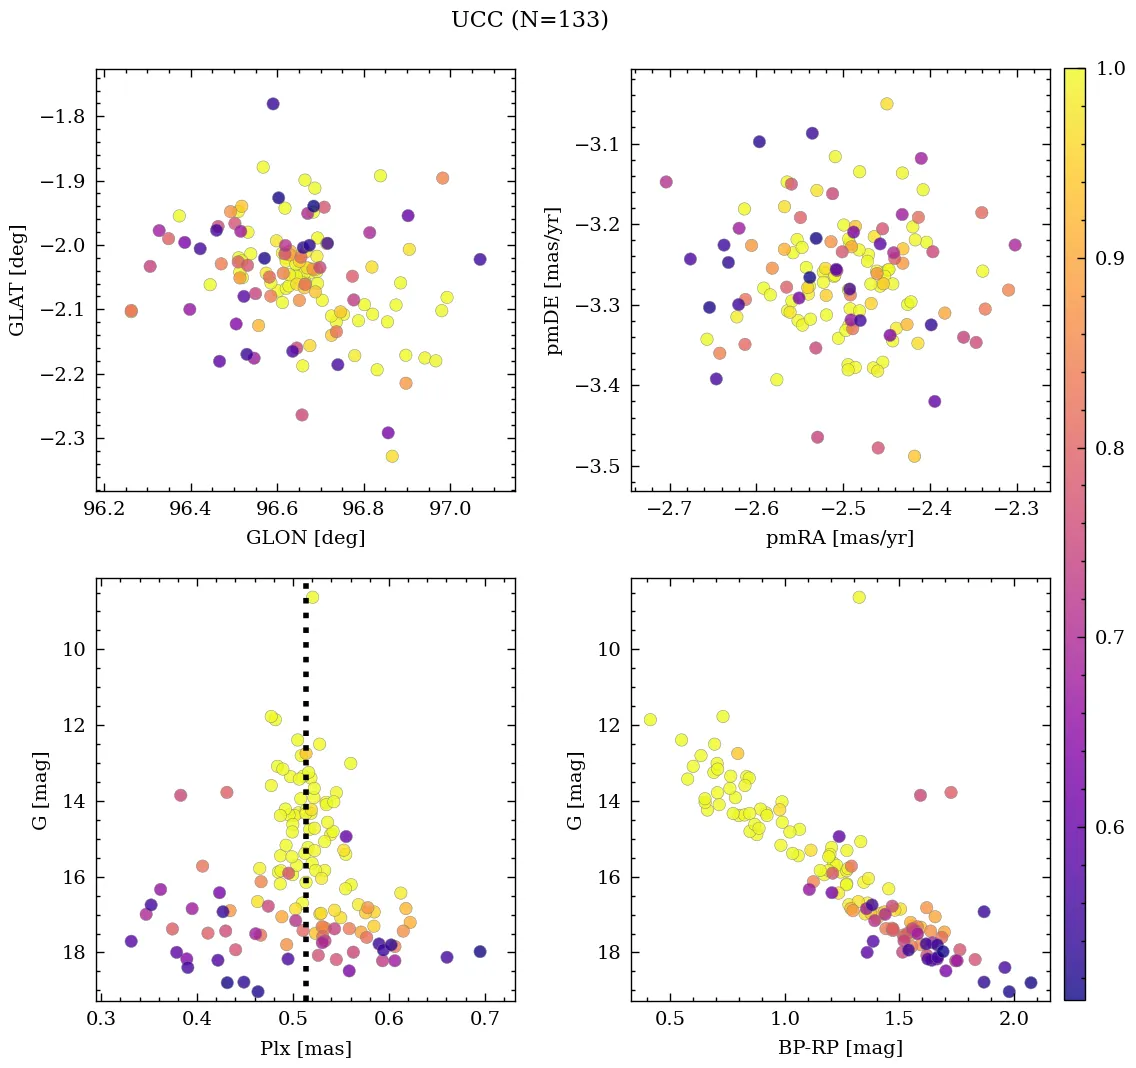 UCC (N=133)
−1.8
−1.9
−2.0
−2.1
−2.2
−2.3
GLAT [deg]
96.2 96.4 96.6 96.8 97.0
GLON [deg]
−3.1
−3.2
−3.3
−3.4
−3.5
pmDE [mas/yr]
−2.7 −2.6 −2.5 −2.4 −2.3
pmRA [mas/yr]
1.0
0.9
0.8
0.7
0.6
10
12
14
16
18
G [mag]
0.3 0.4 0.5 0.6 0.7
Plx [mas]
10
12
14
16
18
G [mag]
0.5 1.0 1.5 2.0
BP-RP [mag]